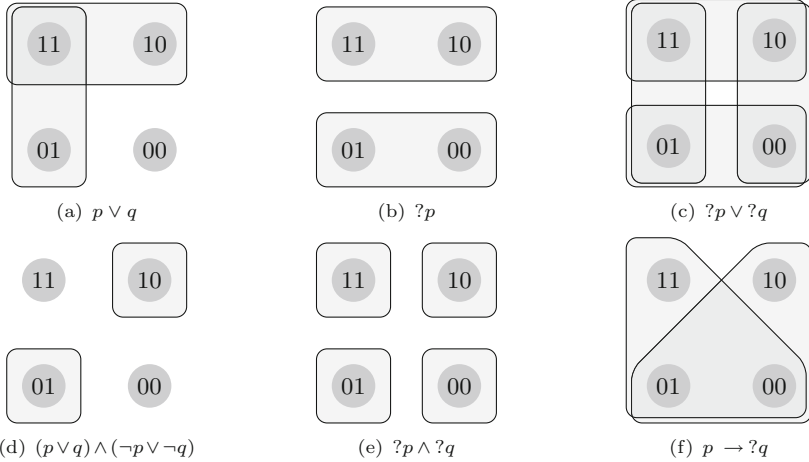 11 10 11 10 11 10
01 00 01 00 01 00
(a) p ∨ q (b) ?p (c) ?p ∨ ?q
11 10 11 10 11 10
01 00 01 00 01 00
(d) (p ∨ q) ∧ (¬p ∨ ¬q) (e) ?p ∧ ?q (f) p → ?q